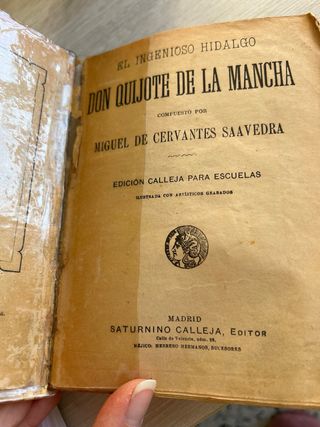 EL INGENIOSO HIDALGO
DON QUIJOTE DE LA MANCHA
COMPUESTO POR
MIGUEL DE CERVANTES SAAVEDRA
EDICIÓN CALLEJA PARA ESCUELAS
ILUSTRADA CON ARTÍSTICOS GRABADOS
MADRID
SATURNINO CALLEJA, EDITOR
Calle de Valencia, núm. 28.
MÉJICO: HERRERO HERMANOS, SUCESORES